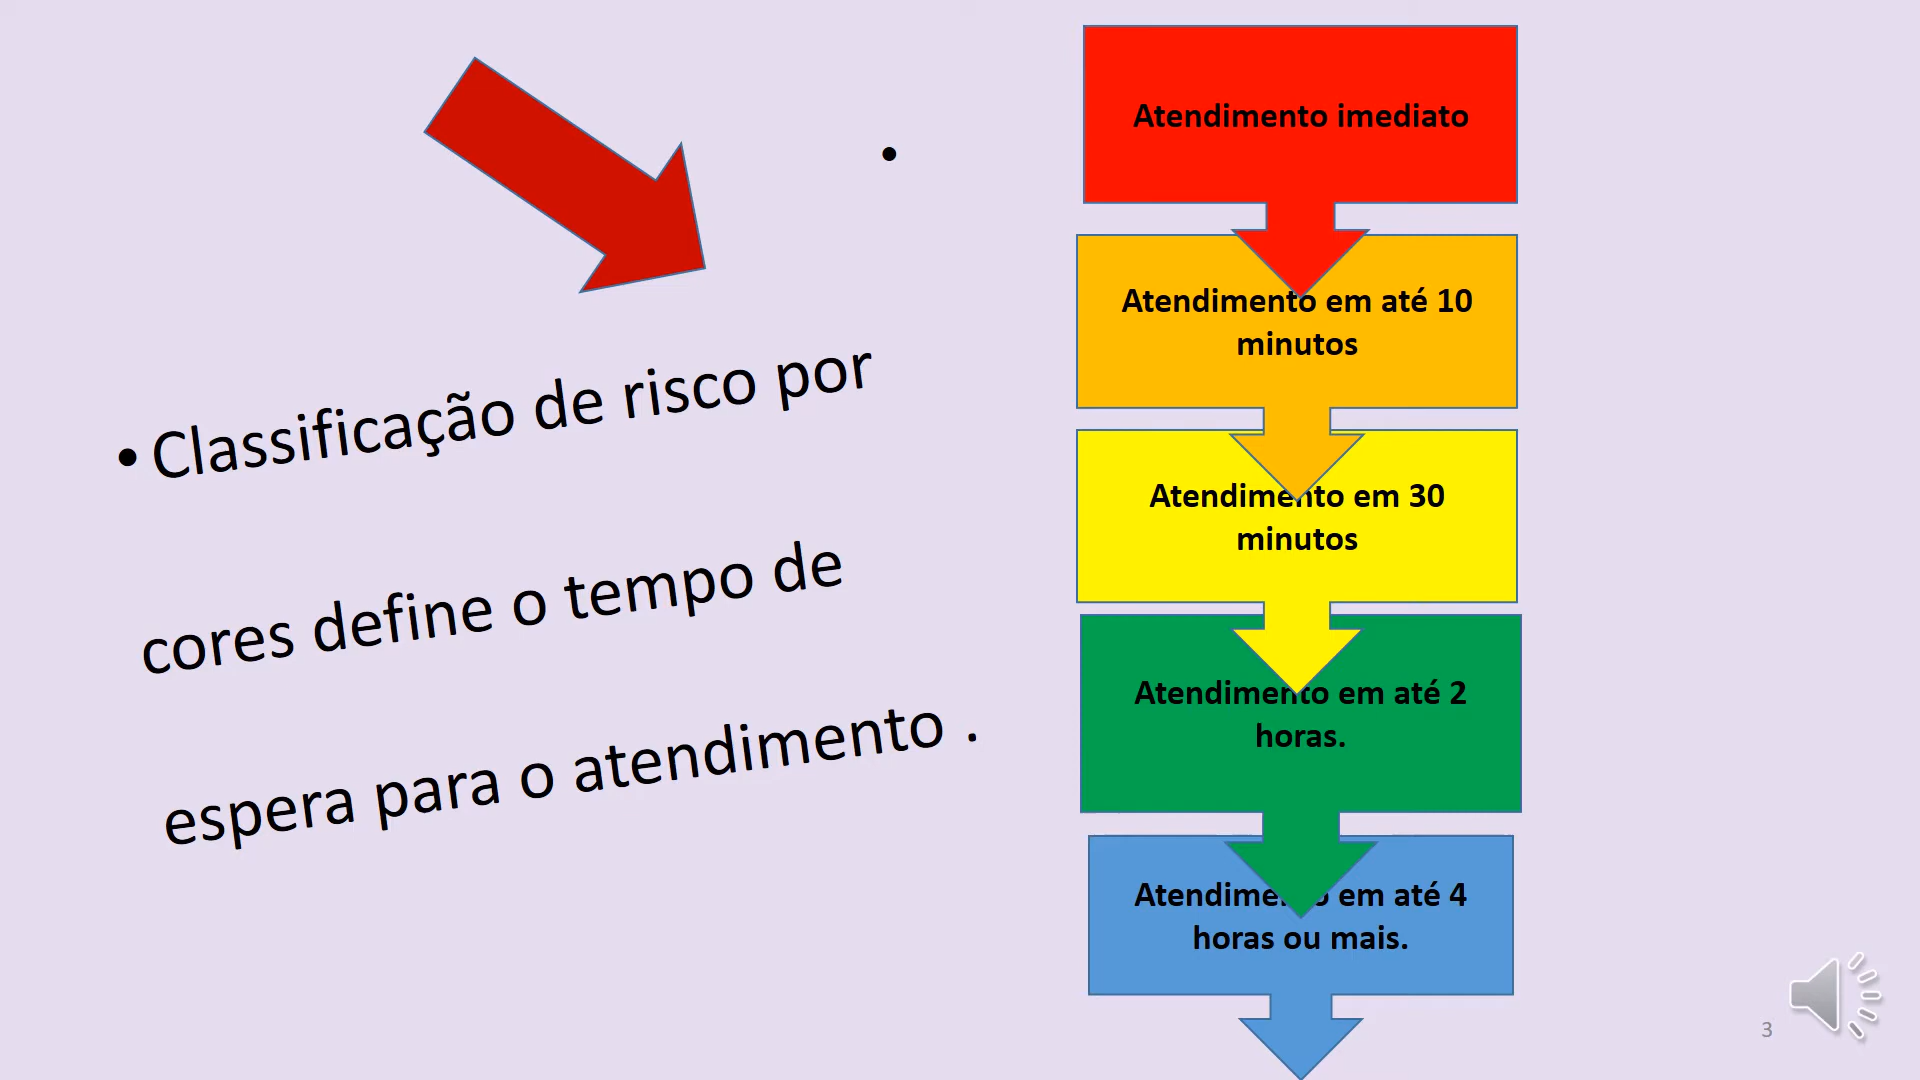 • Classificação de risco por
cores define o tempo de
espera para o atendimento .
•
Atendimento imediato
Atendimento em até 10
minutos
Atendimento em 30
minutos
Atendimento em até 2
horas.
Atendimento em até 4
horas ou mais.
3